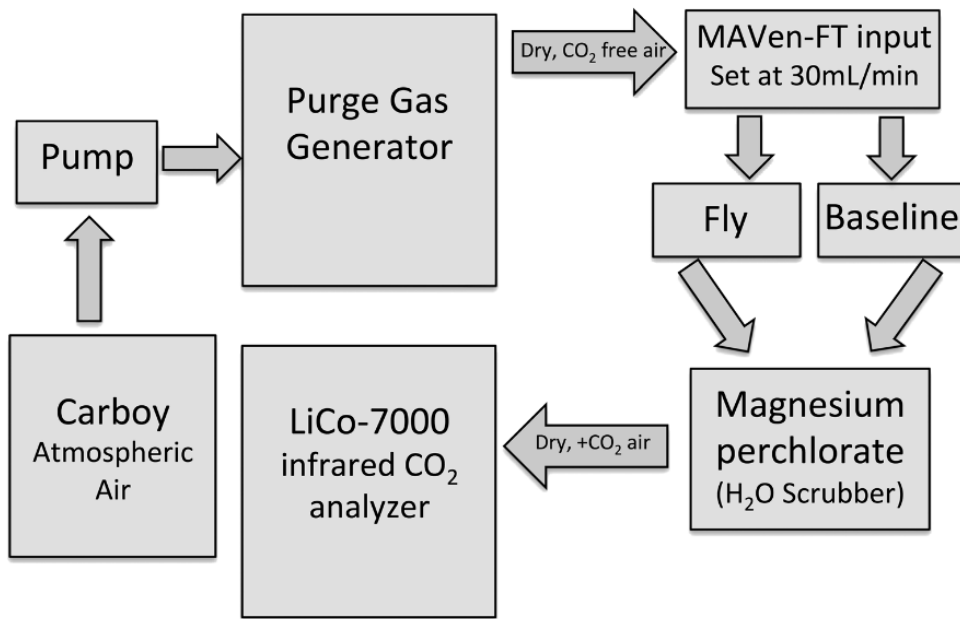 Pump
Purge Gas
Generator
Dry, CO₂ free air
MAVen-FT input
Set at 30mL/min
Fly
Baseline
Carboy
Atmospheric
Air
LiCo-7000
infrared CO₂
analyzer
Dry, +CO₂ air
Magnesium
perchlorate
(H₂O Scrubber)